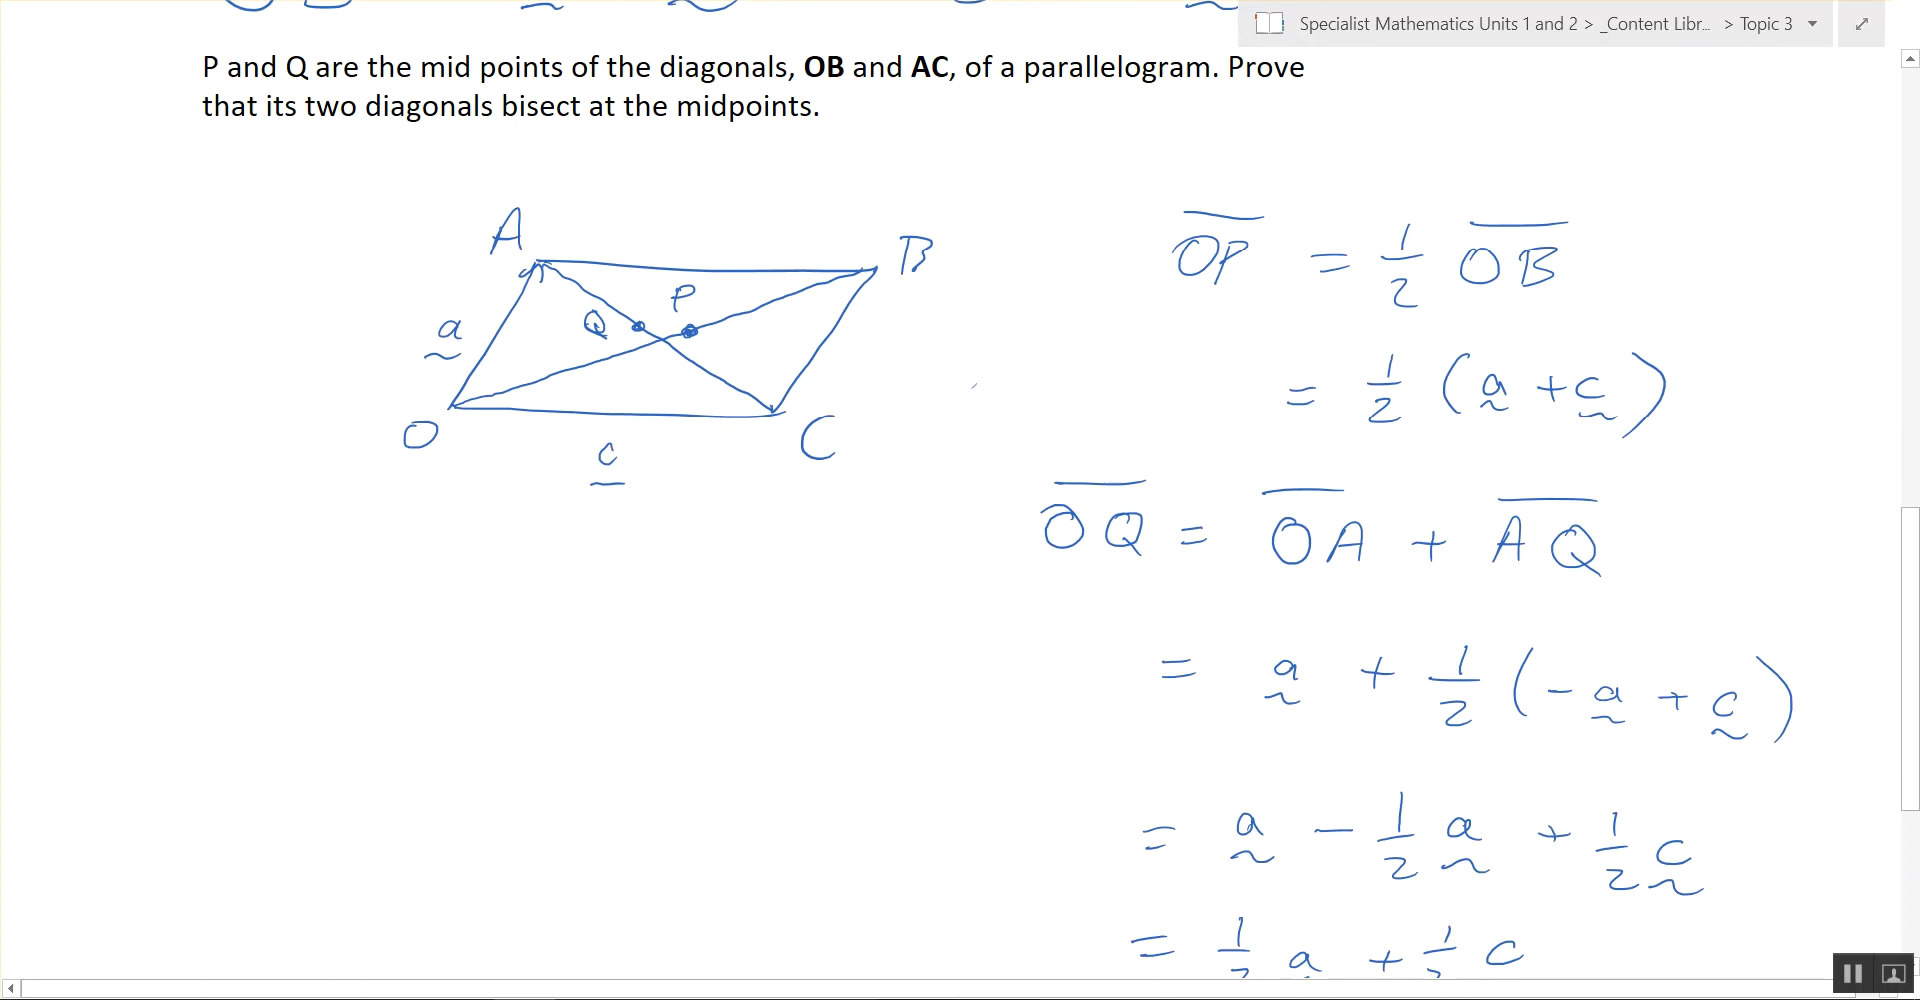 Specialist Mathematics Units 1 and 2 > _Content Libr... > Topic 3
P and Q are the mid points of the diagonals, OB and AC, of a parallelogram. Prove
that its two diagonals bisect at the midpoints.
A
B
P
Q
a
O
C
c
OP = 1/2 OB
= 1/2 (a + c)
OQ = OA + AQ
= a + 1/2 (- a + c)
= a - 1/2 a + 1/2 c
= 1/2 a + 1/2 c